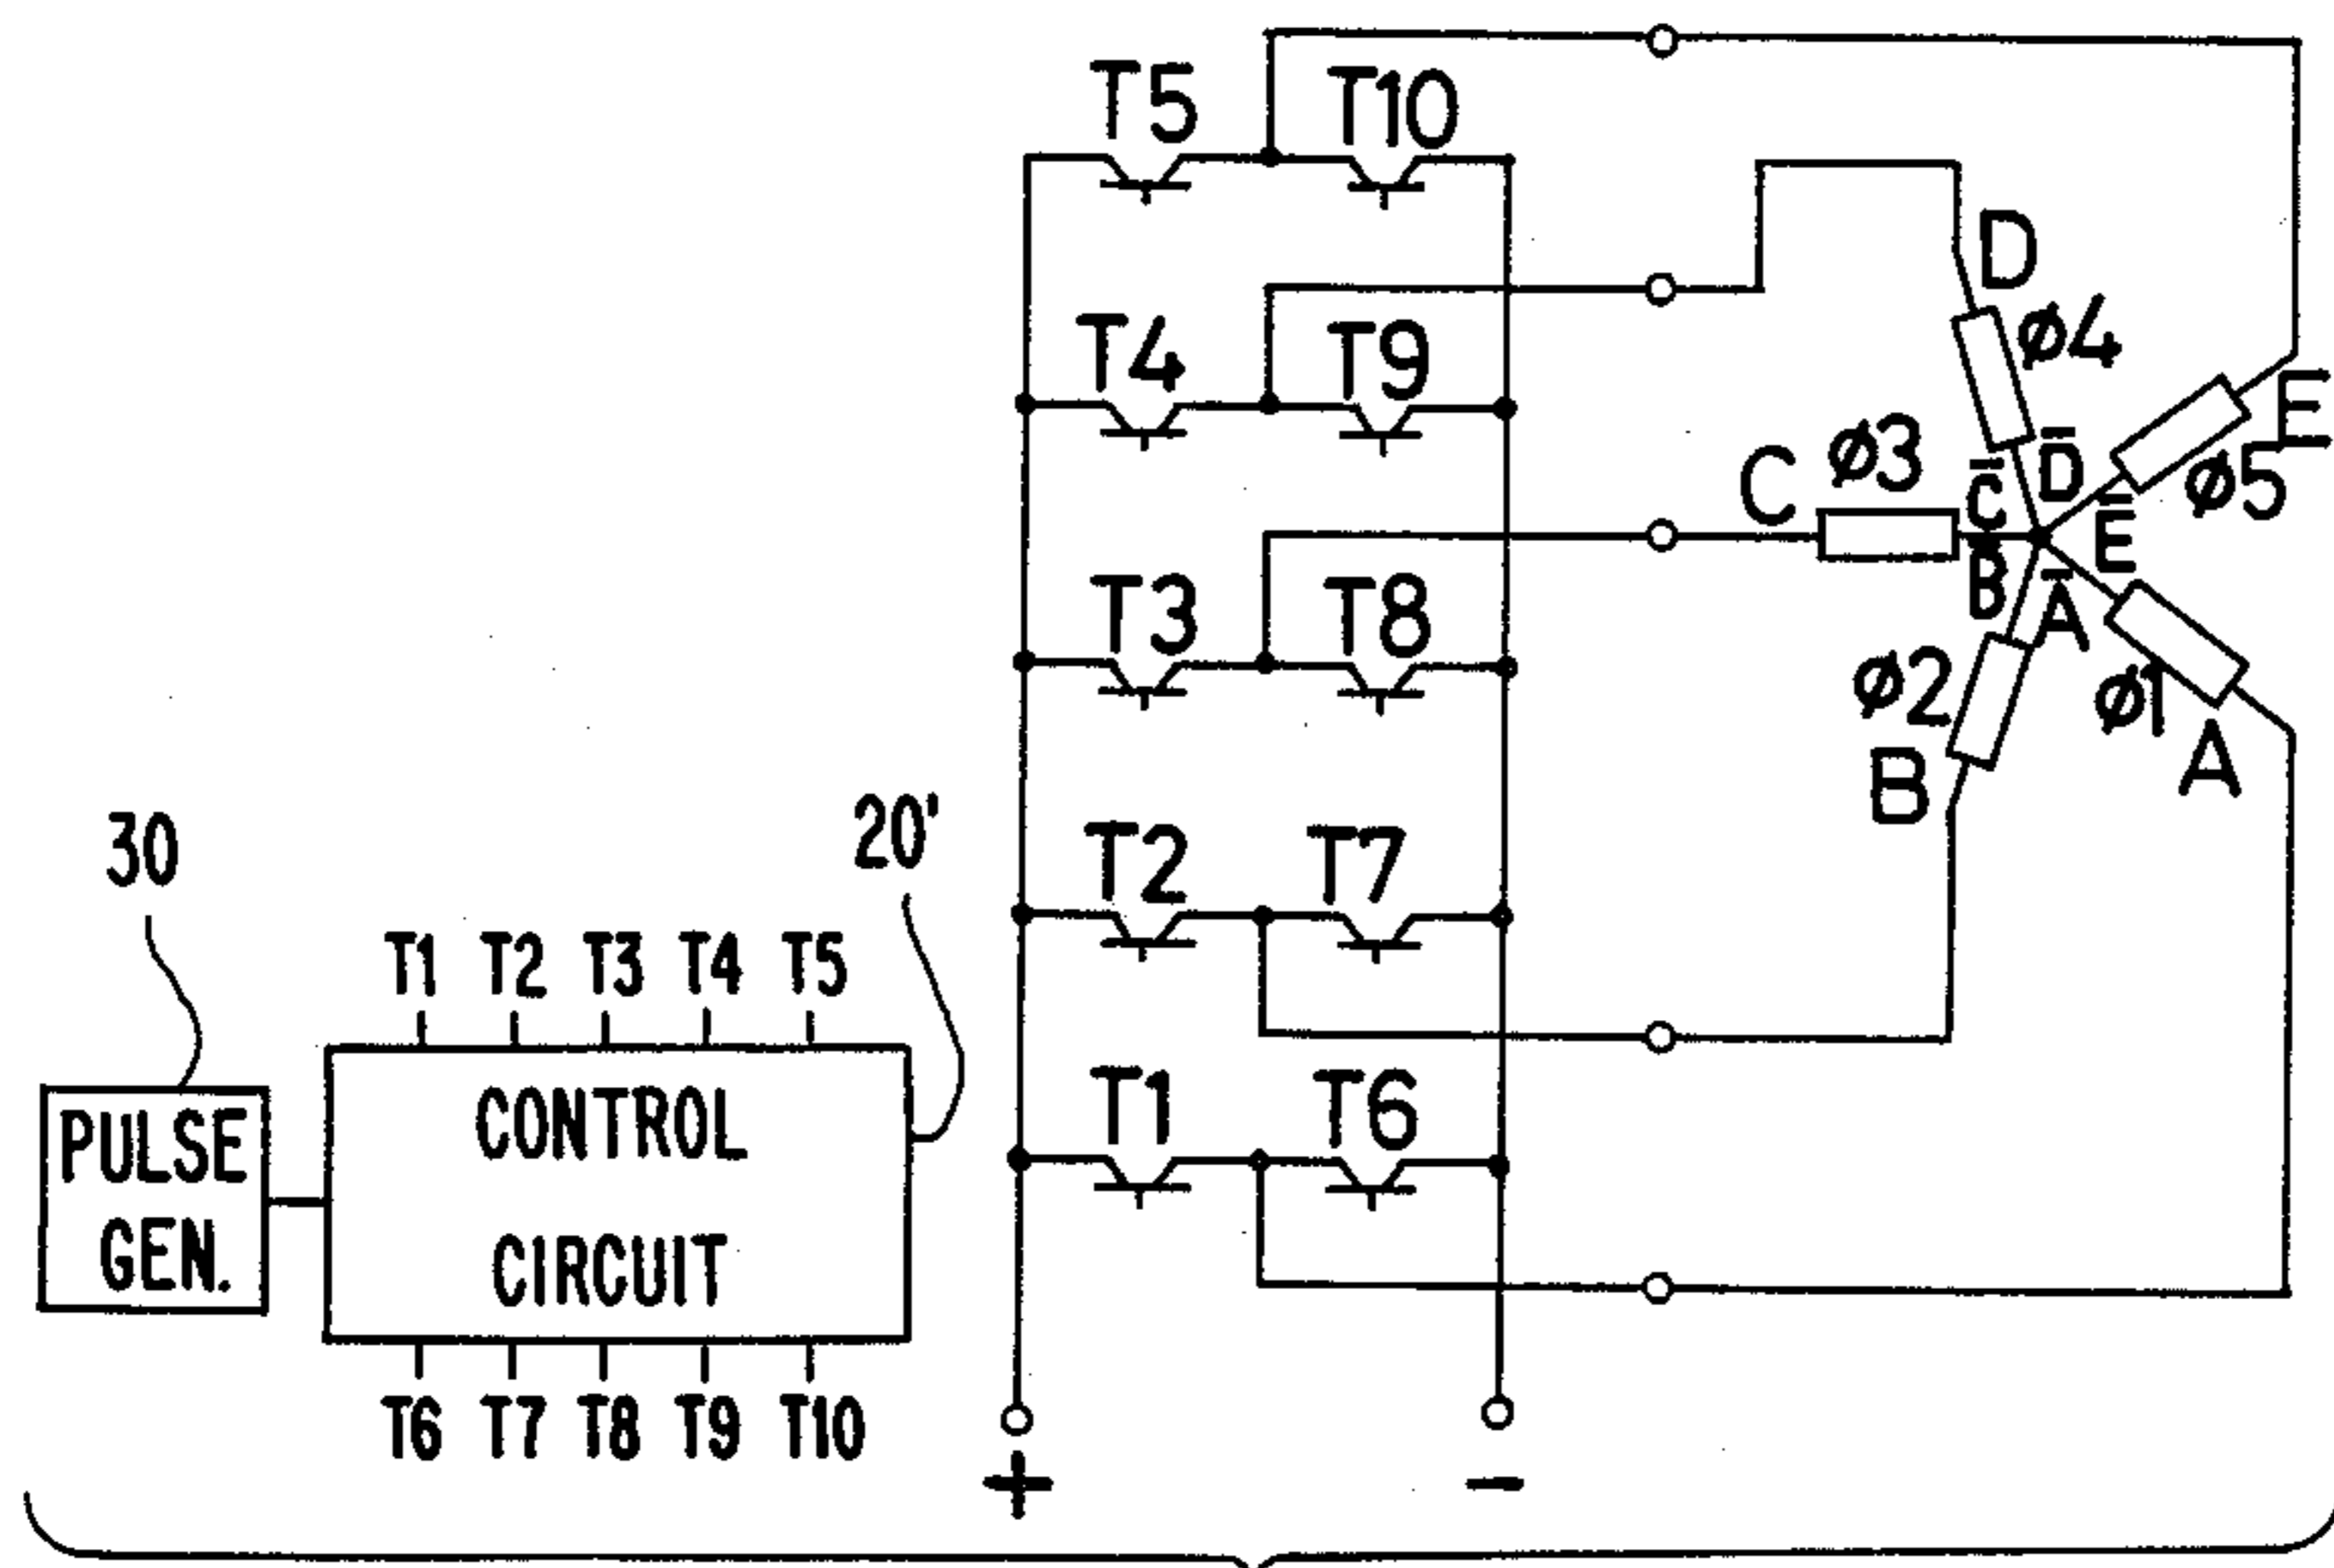 T5 T10
D
T4 T9
ø4
E
C ø3 C̄ D̄ ø5
Ē
T3 T8
B̄ Ā
ø2 ø1
B A
T2 T7
30 20'
T1 T2 T3 T4 T5
PULSE GEN.
CONTROL CIRCUIT
T1 T6
T6 T7 T8 T9 T10
+ -